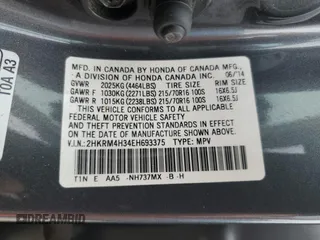 MFD. IN CANADA BY HONDA OF CANADA MFG.,
A DIVISION OF HONDA CANADA INC. 06/14
GVWR 2025KG (4464LBS) TIRE SIZE RIM SIZE
GAWR F 1030KG (2271LBS) 215/70R16 100S 16X6.5J
GAWR R 1015KG (2238LBS) 215/70R16 100S 16X6.5J
THIS VEHICLE CONFORMS TO ALL APPLICABLE
FEDERAL MOTOR VEHICLE SAFETY AND
THEFT PREVENTION STANDARDS IN EFFECT ON
THE DATE OF MANUFACTURE SHOWN ABOVE.
V.I.N.: 2HKRM4H34EH693375 TYPE: MPV
T1N E AA5 -NH737MX -B -H
T0A A3